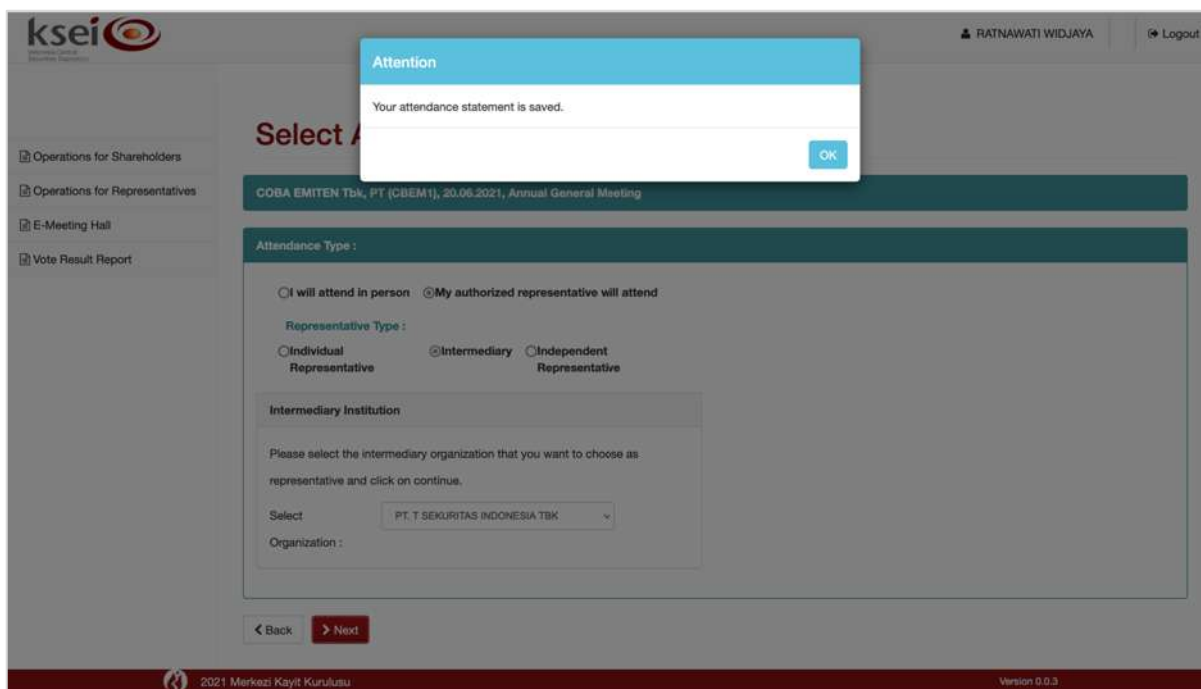 ksei
RATNAWATI WIDJAYA
Logout
Attention
Your attendance statement is saved.
OK
Select A
Operations for Shareholders
Operations for Representatives
E-Meeting Hall
Vote Result Report
COBA EMITEN Tbk, PT (CBEM1), 20.06.2021, Annual General Meeting
Attendance Type :
I will attend in person
My authorized representative will attend
Representative Type :
Individual
Representative
Intermediary
Independent
Representative
Intermediary Institution
Please select the intermediary organization that you want to choose as
representative and click on continue.
Select
Organization :
PT. T SEKURITAS INDONESIA TBK
Back
Next
2021 Merkezi Kayit Kurulusu
Version 0.0.3